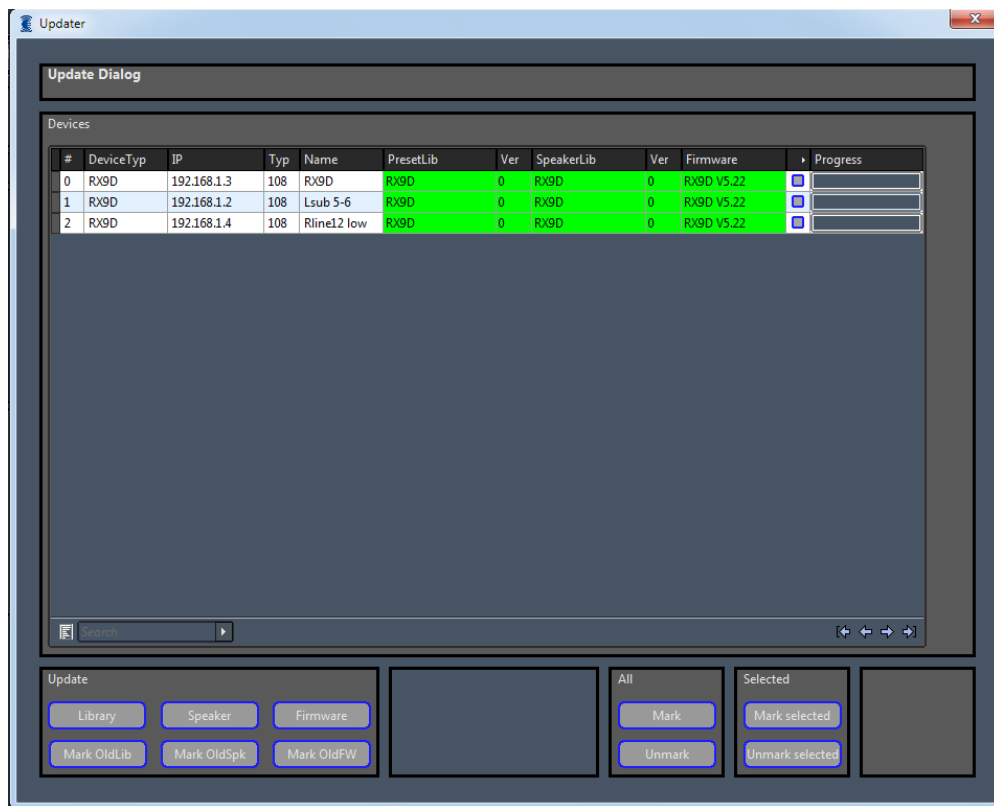 Updater
Update Dialog
Devices
# DeviceTyp IP Typ Name PresetLib Ver SpeakerLib Ver Firmware Progress
0 RX9D 192.168.1.3 108 RX9D RX9D 0 RX9D 0 RX9D V5.22
1 RX9D 192.168.1.2 108 Lsub 5-6 RX9D 0 RX9D 0 RX9D V5.22
2 RX9D 192.168.1.4 108 Rline12 low RX9D 0 RX9D 0 RX9D V5.22
Search
Update All Selected
Library Speaker Firmware Mark Mark selected
Mark OldLib Mark OldSpk Mark OldFW Unmark Unmark selected